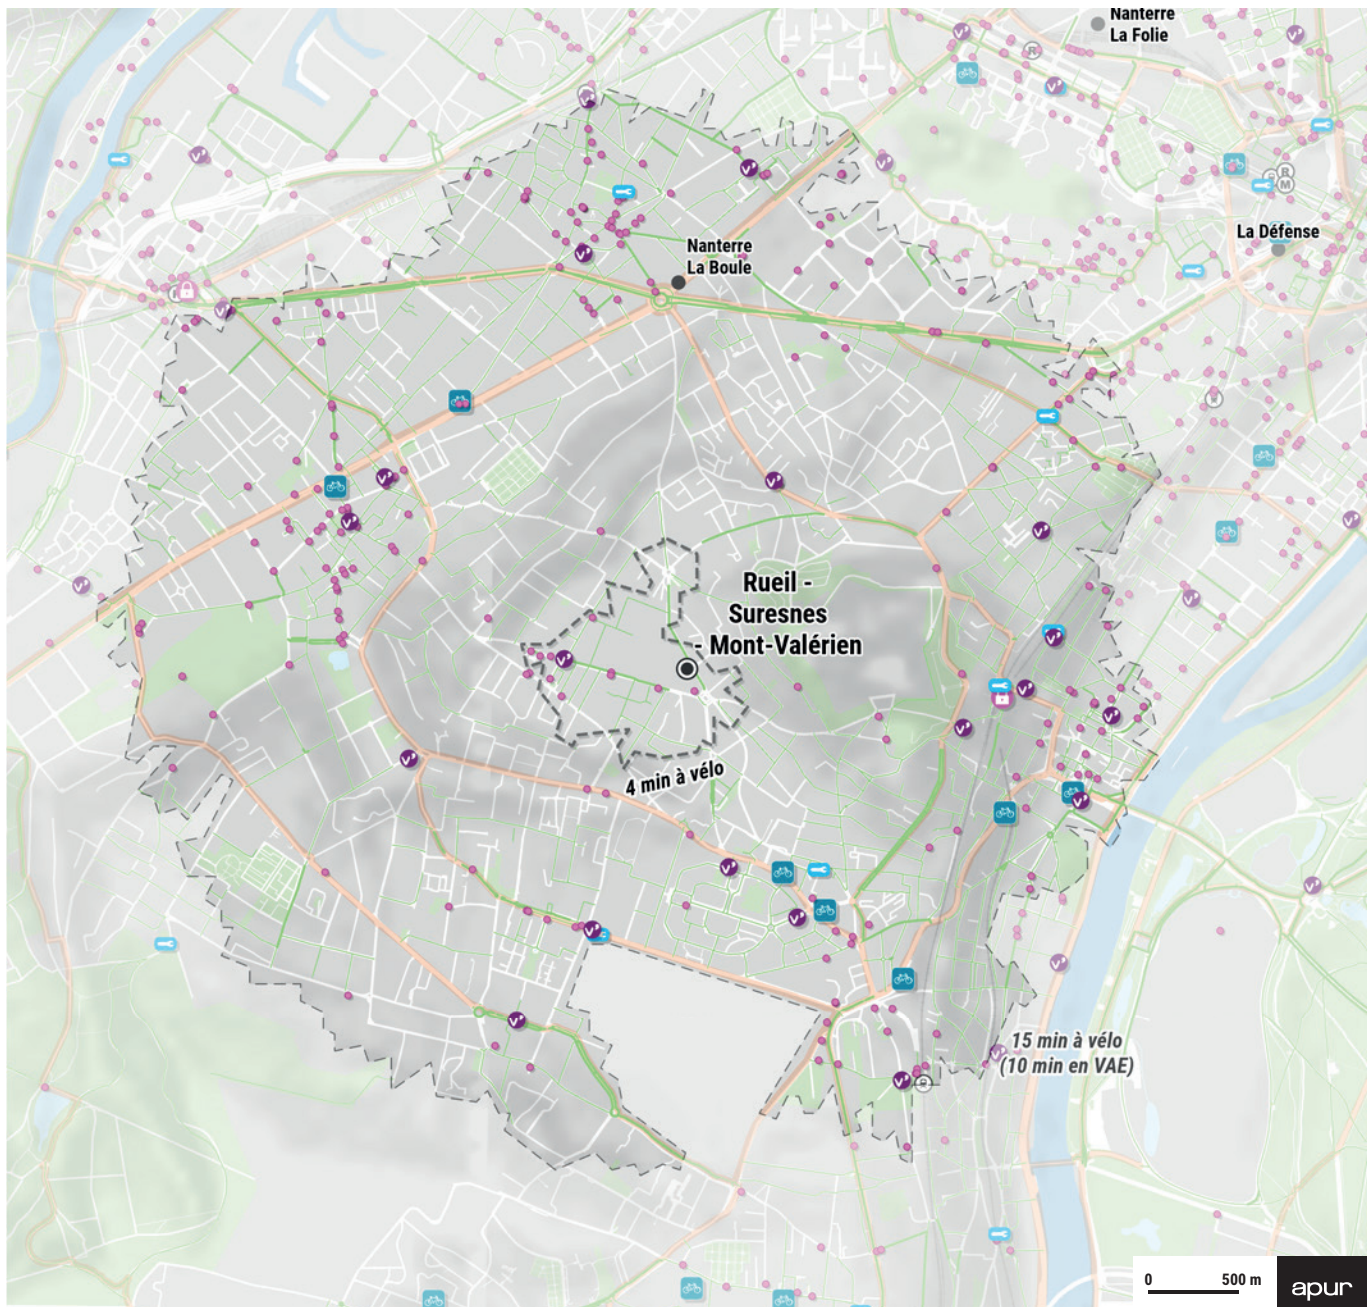 Nanterre
La Folie
R
R
M
La Défense
Nanterre
La Boule
Rueil -
Suresnes
- Mont-Valérien
4 min à vélo
15 min à vélo
(10 min en VAE)
0 500 m
apur